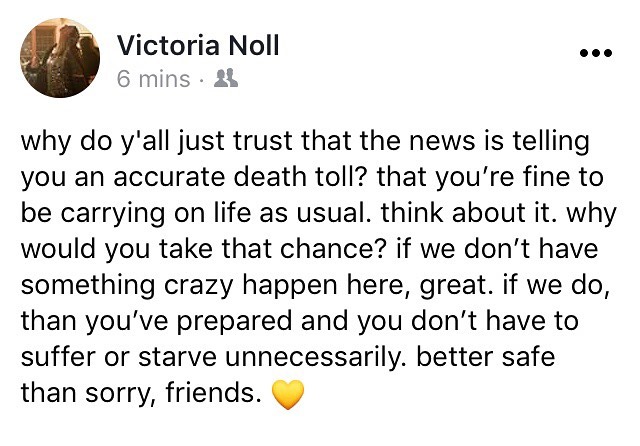 Victoria Noll
6 mins ·
why do y'all just trust that the news is telling
you an accurate death toll? that you’re fine to
be carrying on life as usual. think about it. why
would you take that chance? if we don’t have
something crazy happen here, great. if we do,
than you’ve prepared and you don’t have to
suffer or starve unnecessarily. better safe
than sorry, friends. 💛